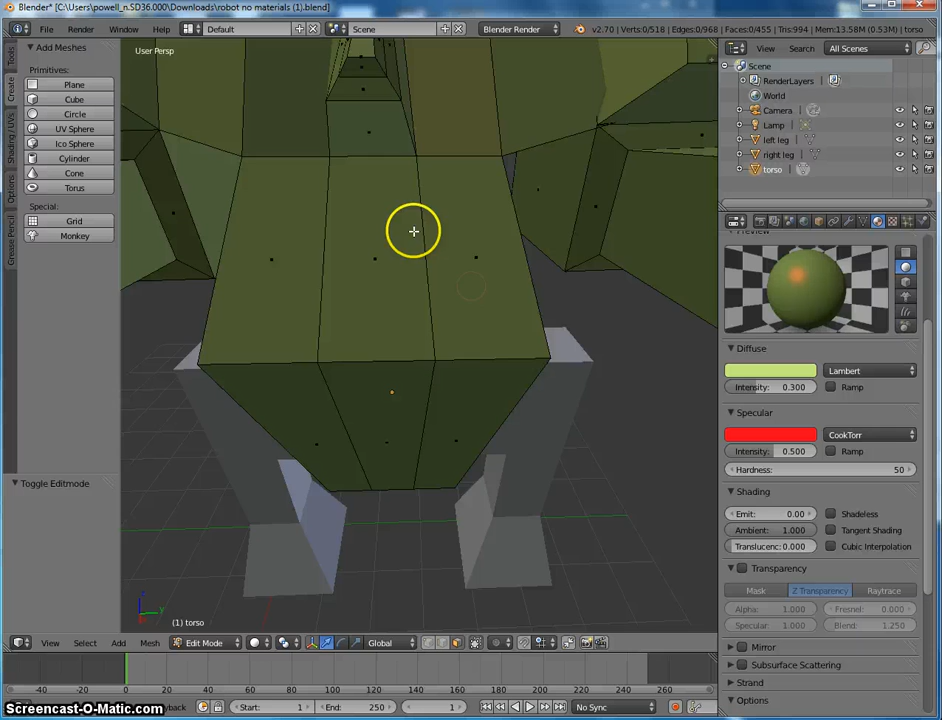 Blender* [C:\Users\powell_n.SD36.000\Downloads\robot no materials (1).blend]
File Render Window Help Default Scene Blender Render v2.70 | Verts:0/518 | Edges:0/968 | Faces:0/455 | Tris:994 | Mem:13.58M (0.53M) | torso
Tools
Create
Shading / UVs
Options
Grease Pencil
Add Meshes
Primitives:
Plane
Cube
Circle
UV Sphere
Ico Sphere
Cylinder
Cone
Torus
Special:
Grid
Monkey
Toggle Editmode
User Persp
(1) torso
View Search All Scenes
Scene
RenderLayers
World
Camera
Lamp
left leg
right leg
torso
Preview
Diffuse
Lambert
Intensity: 0.300 Ramp
Specular
CookTorr
Intensity: 0.500 Ramp
Hardness: 50
Shading
Emit: 0.00 Shadeless
Ambient: 1.000 Tangent Shading
Translucenc: 0.000 Cubic Interpolation
Transparency
Mask Z Transparency Raytrace
Alpha: 1.000 Fresnel: 0.000
Specular: 1.000 Blend: 1.250
Mirror
Subsurface Scattering
Strand
Options
View Select Add Mesh Edit Mode Global
-40 -20 0 20 40 60 80 100 120 140 160 180 200 220 240 260
Screencast-O-Matic.com yback Start: 1 End: 250 1 No Sync